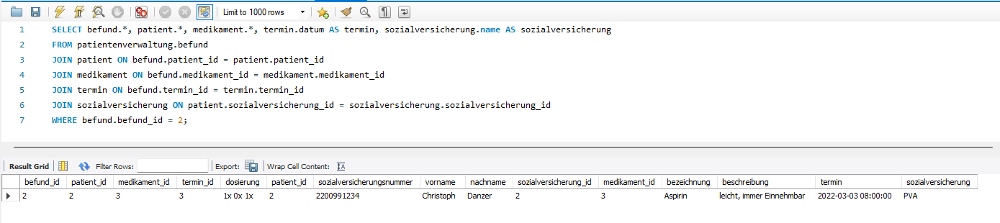 Limit to 1000 rows
1 SELECT befund.*, patient.*, medikament.*, termin.datum AS termin, sozialversicherung.name AS sozialversicherung
2 FROM patientenverwaltung.befund
3 JOIN patient ON befund.patient_id = patient.patient_id
4 JOIN medikament ON befund.medikament_id = medikament.medikament_id
5 JOIN termin ON befund.termin_id = termin.termin_id
6 JOIN sozialversicherung ON patient.sozialversicherung_id = sozialversicherung.sozialversicherung_id
7 WHERE befund.befund_id = 2;
Result Grid Filter Rows: Export: Wrap Cell Content:
befund_id patient_id medikament_id termin_id dosierung patient_id sozialversicherungsnummer vorname nachname sozialversicherung_id medikament_id bezeichnung beschreibung termin sozialversicherung
2 2 3 3 1x 0x 1x 2 2200991234 Christoph Danzer 2 3 Aspirin leicht, immer Einnehmbar 2022-03-03 08:00:00 PVA